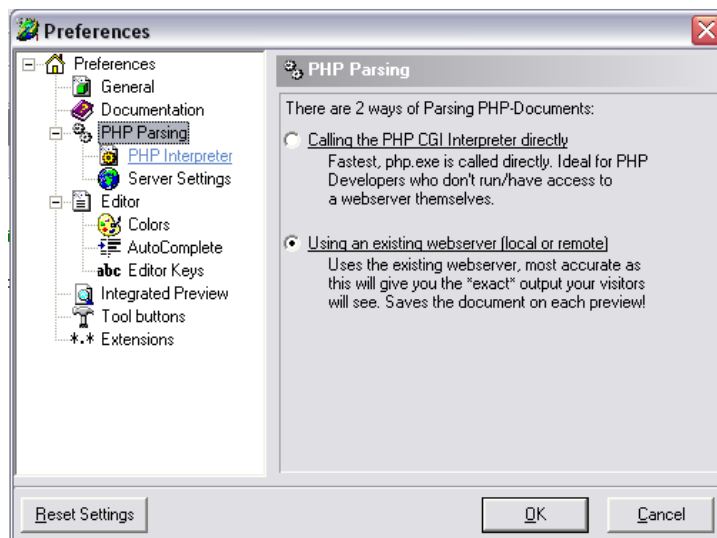 Preferences
Preferences
General
Documentation
PHP Parsing
PHP Interpreter
Server Settings
Editor
Colors
AutoComplete
abc Editor Keys
Integrated Preview
Tool buttons
*.* Extensions
PHP Parsing
There are 2 ways of Parsing PHP-Documents:
Calling the PHP CGI Interpreter directly
Fastest, php.exe is called directly. Ideal for PHP
Developers who don't run/have access to
a webserver themselves.
Using an existing webserver (local or remote)
Uses the existing webserver, most accurate as
this will give you the *exact* output your visitors
will see. Saves the document on each preview!
Reset Settings
OK
Cancel